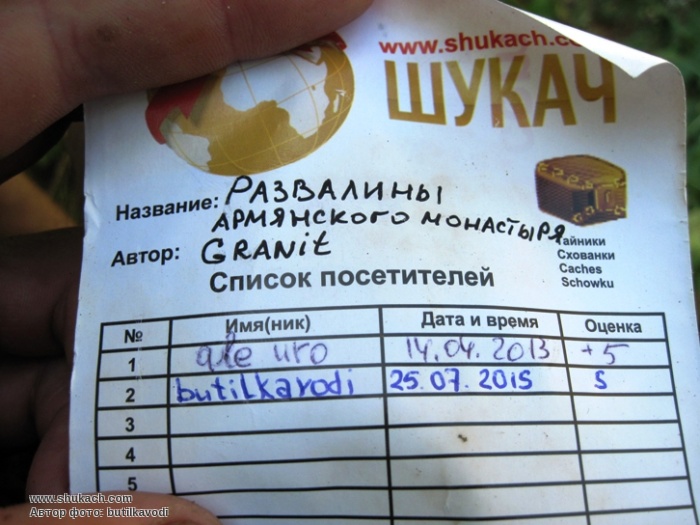 www.shukach.co
ШУКАЧ
Название: РАЗВАЛИНЫ
АРМЯНСКОГО МОНАСТЫРЯ
Автор: GRANIt
Тайники
Сховaнки
Caches
Schowku
Список посетителей
№ Имя(ник) Дата и время Оценка
1 14.04.2013 +5
2 butilkavodi 25.07.2015 5
3
4
5
www.shukach.com
Автор фото: butilkavodi